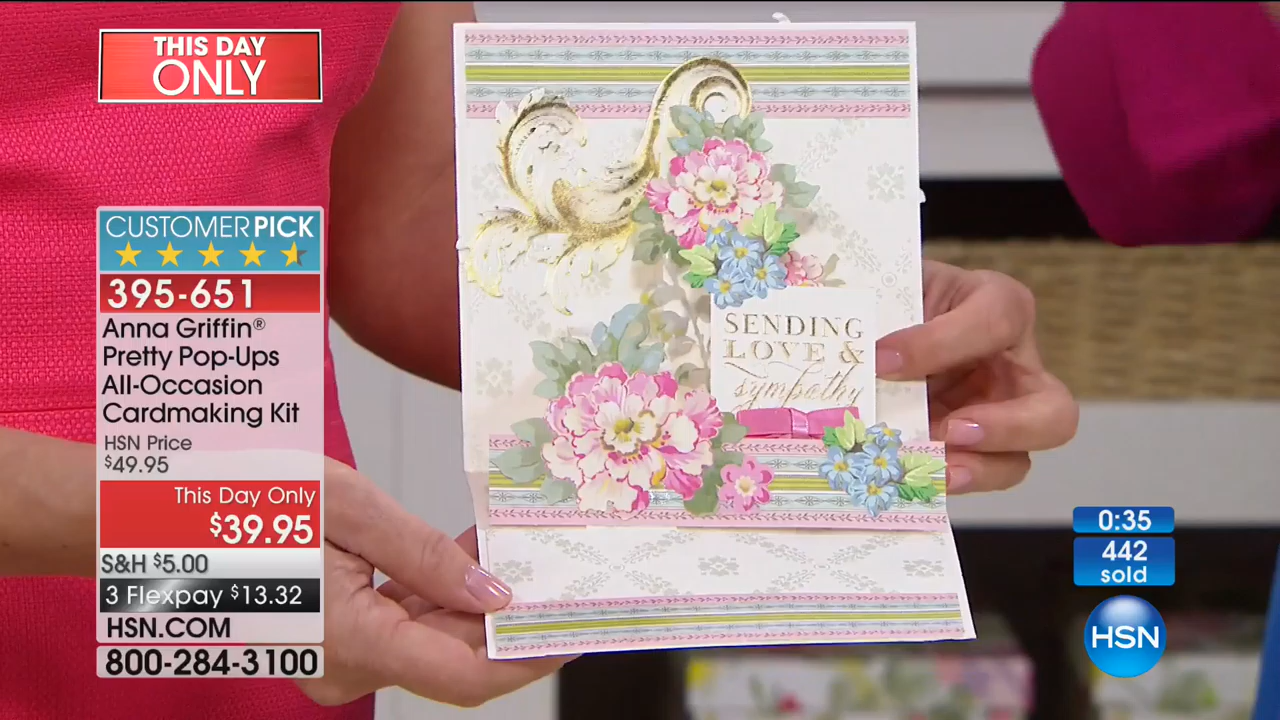 THIS DAY
ONLY
CUSTOMER PICK
395-651
Anna Griffin®
Pretty Pop-Ups
All-Occasion
Cardmaking Kit
HSN Price
$49.95
This Day Only
$39.95
S&H $5.00
3 Flexpay $13.32
HSN.COM
800-284-3100
SENDING
LOVE &
sympathy
0:35
442
sold
HSN